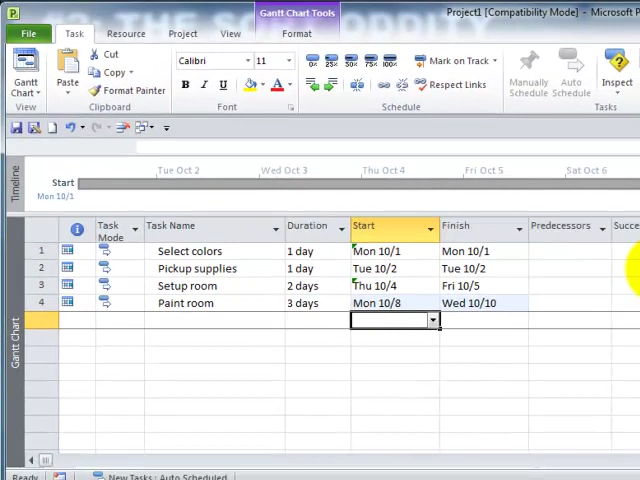 Gantt Chart Tools
Project1 [Compatibility Mode] - Microsoft P
File Task Resource Project View Format
Gantt Chart
View
Paste
Cut
Copy
Format Painter
Clipboard
Calibri 11
B I U A
Font
0% 25% 50% 75% 100%
Mark on Track
Respect Links
Schedule
Manually Schedule
Auto Schedule
Inspect
Tasks
Timeline
Tue Oct 2 Wed Oct 3 Thu Oct 4 Fri Oct 5 Sat Oct 6
Start
Mon 10/1
Task Mode Task Name Duration Start Finish Predecessors Succe
1 Select colors 1 day Mon 10/1 Mon 10/1
2 Pickup supplies 1 day Tue 10/2 Tue 10/2
3 Setup room 2 days Thu 10/4 Fri 10/5
4 Paint room 3 days Mon 10/8 Wed 10/10
Gantt Chart
Ready New Tasks : Auto Scheduled